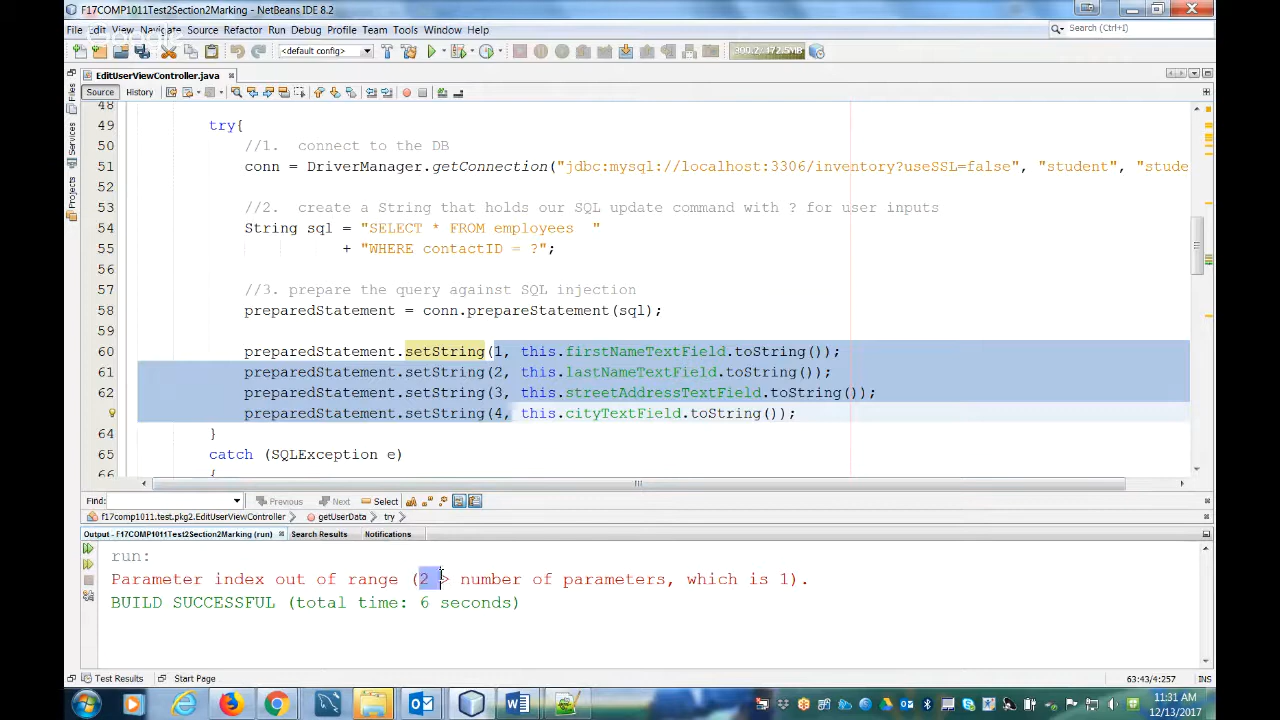 F17COMP1011Test2Section2Marking - NetBeans IDE 8.2
File Edit View Navigate Source Refactor Run Debug Profile Team Tools Window Help
Search (Ctrl+I)
<default config>
300.2/472.5MB
EditUserViewController.java
Source History
48
49 try{
50 //1. connect to the DB
51 conn = DriverManager.getConnection("jdbc:mysql://localhost:3306/inventory?useSSL=false", "student", "stude
52
53 //2. create a String that holds our SQL update command with ? for user inputs
54 String sql = "SELECT * FROM employees "
55 + "WHERE contactID = ?";
56
57 //3. prepare the query against SQL injection
58 preparedStatement = conn.prepareStatement(sql);
59
60 preparedStatement.setString(1, this.firstNameTextField.toString());
61 preparedStatement.setString(2, this.lastNameTextField.toString());
62 preparedStatement.setString(3, this.streetAddressTextField.toString());
preparedStatement.setString(4, this.cityTextField.toString());
64 }
65 catch (SQLException e)
66 {
Files
Services
Projects
Find: Previous Next Select
f17comp1011.test.pkg2.EditUserViewController getUserData try
Output - F17COMP1011Test2Section2Marking (run) Search Results Notifications
run:
Parameter index out of range (2 > number of parameters, which is 1).
BUILD SUCCESSFUL (total time: 6 seconds)
Test Results Start Page
63:43/4:257 INS
11:31 AM
12/13/2017